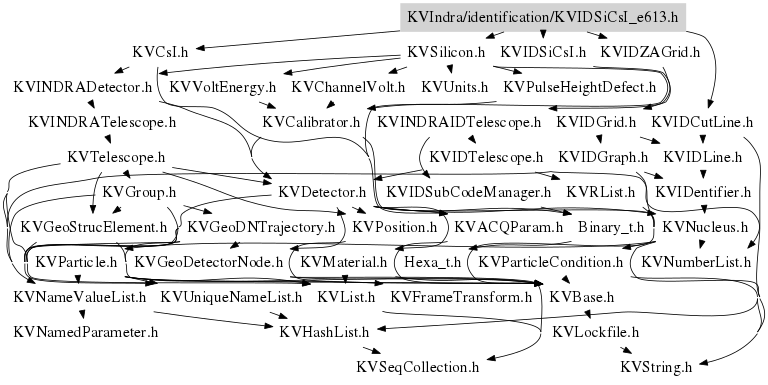 KVIndra/identification/KVIDSiCsI_e613.h
KVCsI.h KVSilicon.h KVIDSiCsI.h KVIDZAGrid.h
KVINDRADetector.h KVVoltEnergy.h KVChannelVolt.h KVUnits.h KVPulseHeightDefect.h
KVINDRATelescope.h KVCalibrator.h KVINDRAIDTelescope.h KVIDGrid.h KVIDCutLine.h
KVTelescope.h KVIDTelescope.h KVIDGraph.h KVIDLine.h
KVGroup.h KVDetector.h KVIDSubCodeManager.h KVRList.h KVIDentifier.h
KVGeoStrucElement.h KVGeoDNTrajectory.h KVPosition.h KVACQParam.h Binary_t.h KVNucleus.h
KVParticle.h KVGeoDetectorNode.h KVMaterial.h Hexa_t.h KVParticleCondition.h KVNumberList.h
KVNameValueList.h KVUniqueNameList.h KVList.h KVFrameTransform.h KVBase.h
KVNamedParameter.h KVHashList.h KVLockfile.h
KVSeqCollection.h KVString.h